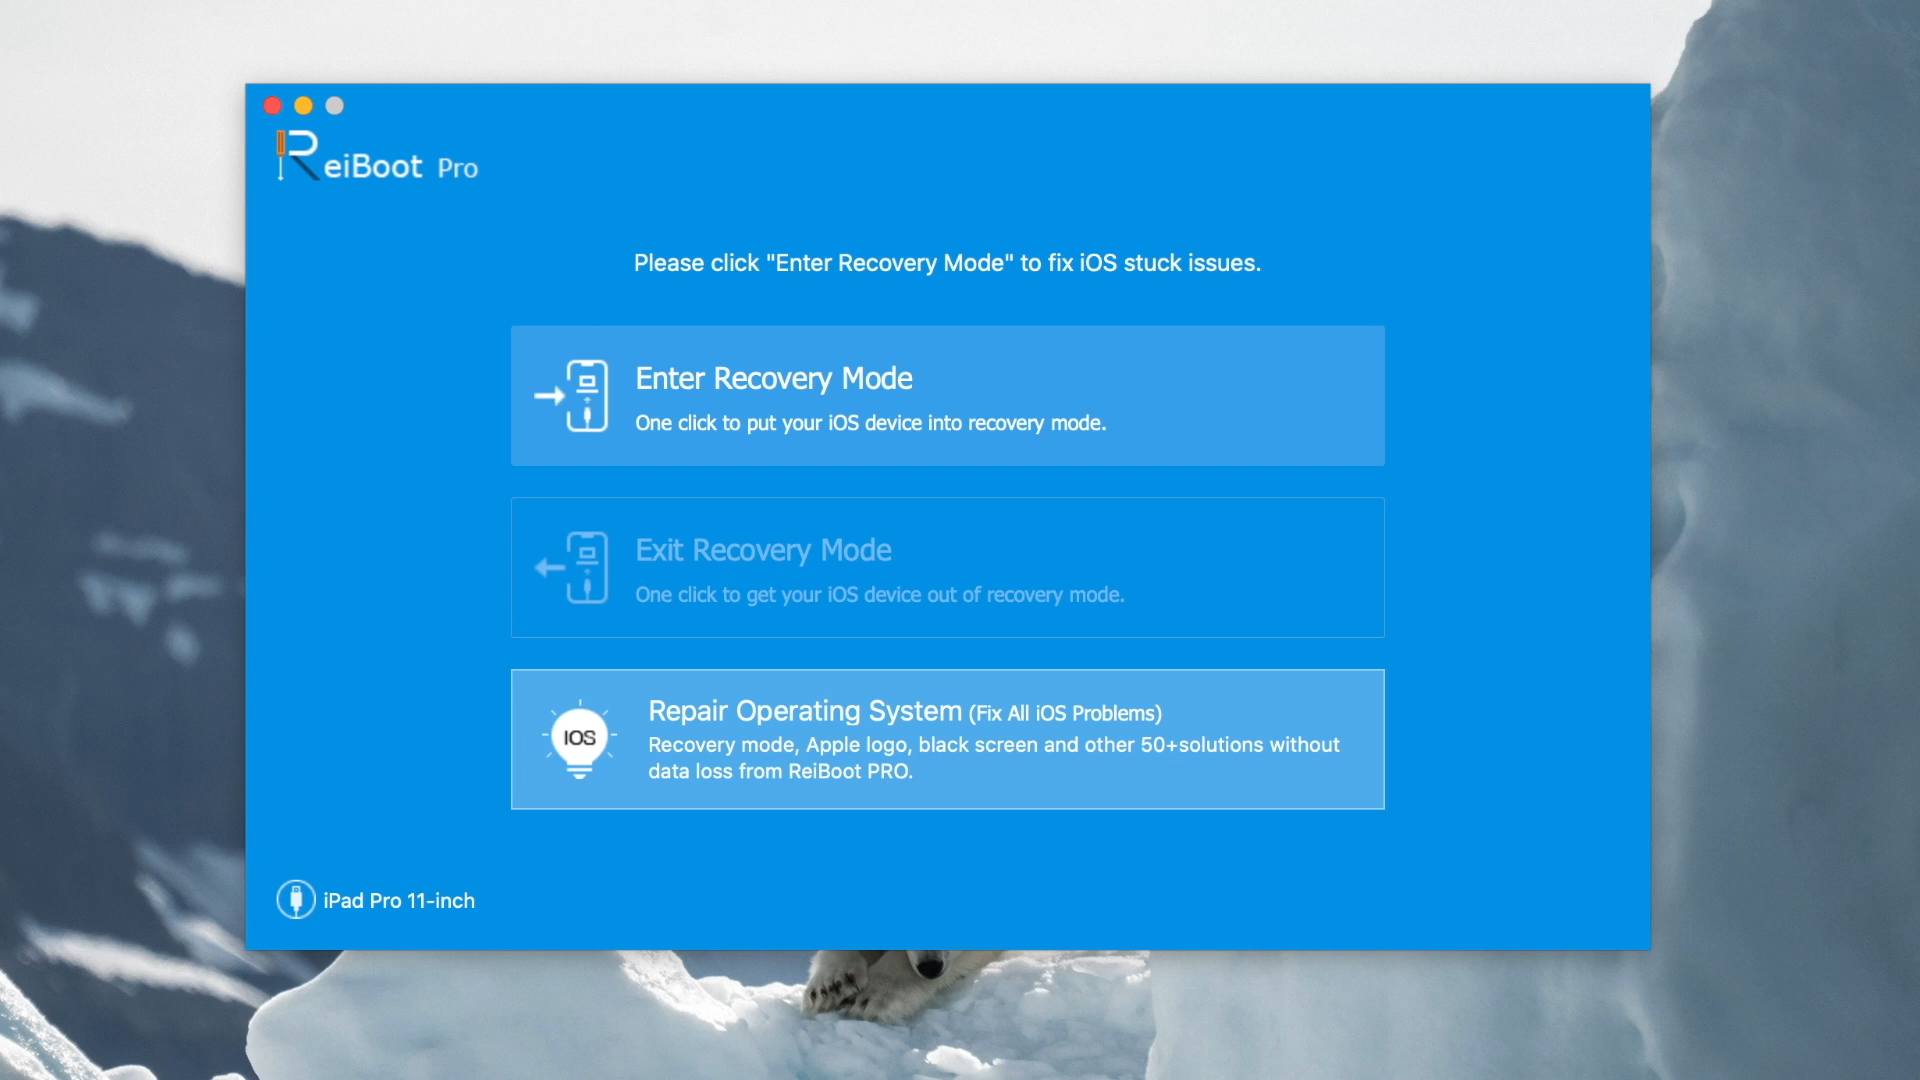 ReiBoot Pro
Please click "Enter Recovery Mode" to fix iOS stuck issues.
Enter Recovery Mode
One click to put your iOS device into recovery mode.
Exit Recovery Mode
One click to get your iOS device out of recovery mode.
IOS
Repair Operating System (Fix All iOS Problems)
Recovery mode, Apple logo, black screen and other 50+solutions without
data loss from ReiBoot PRO.
iPad Pro 11-inch